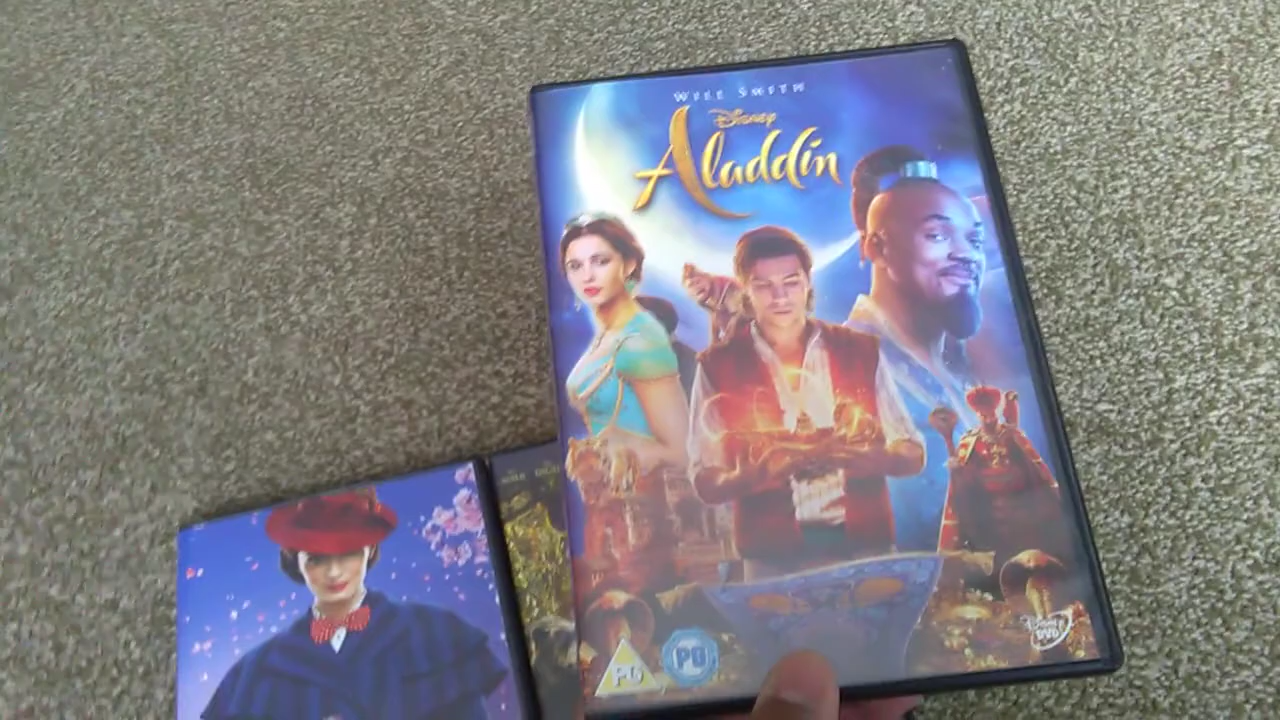 WILL SMITH
Disney
Aladdin
PG
PG
Disney
DVD